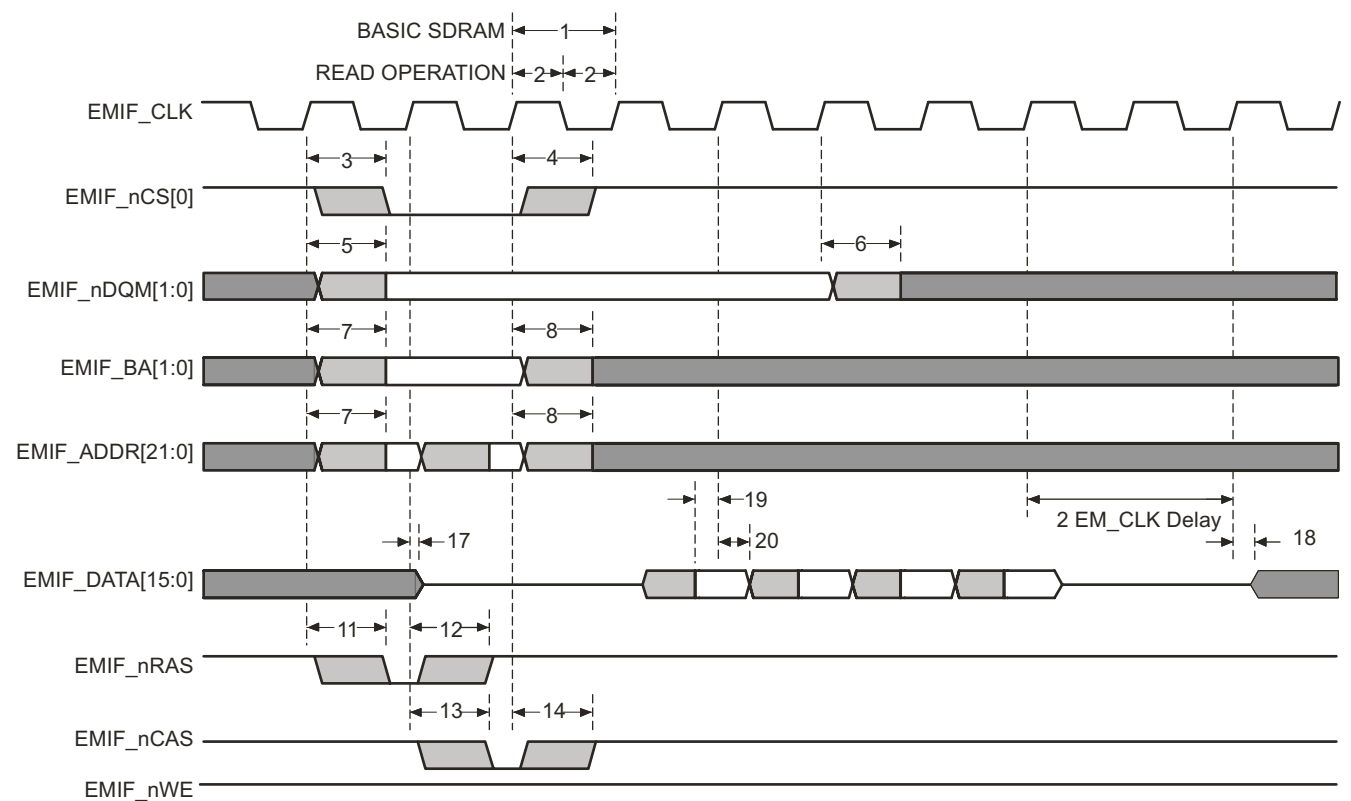 BASIC SDRAM
1
READ OPERATION
2 2
EMIF_CLK
3 4
EMIF_nCS[0]
5 6
EMIF_nDQM[1:0]
7 8
EMIF_BA[1:0]
7 8
EMIF_ADDR[21:0]
19
2 EM_CLK Delay
17 20 18
EMIF_DATA[15:0]
11 12
EMIF_nRAS
13 14
EMIF_nCAS
EMIF_nWE